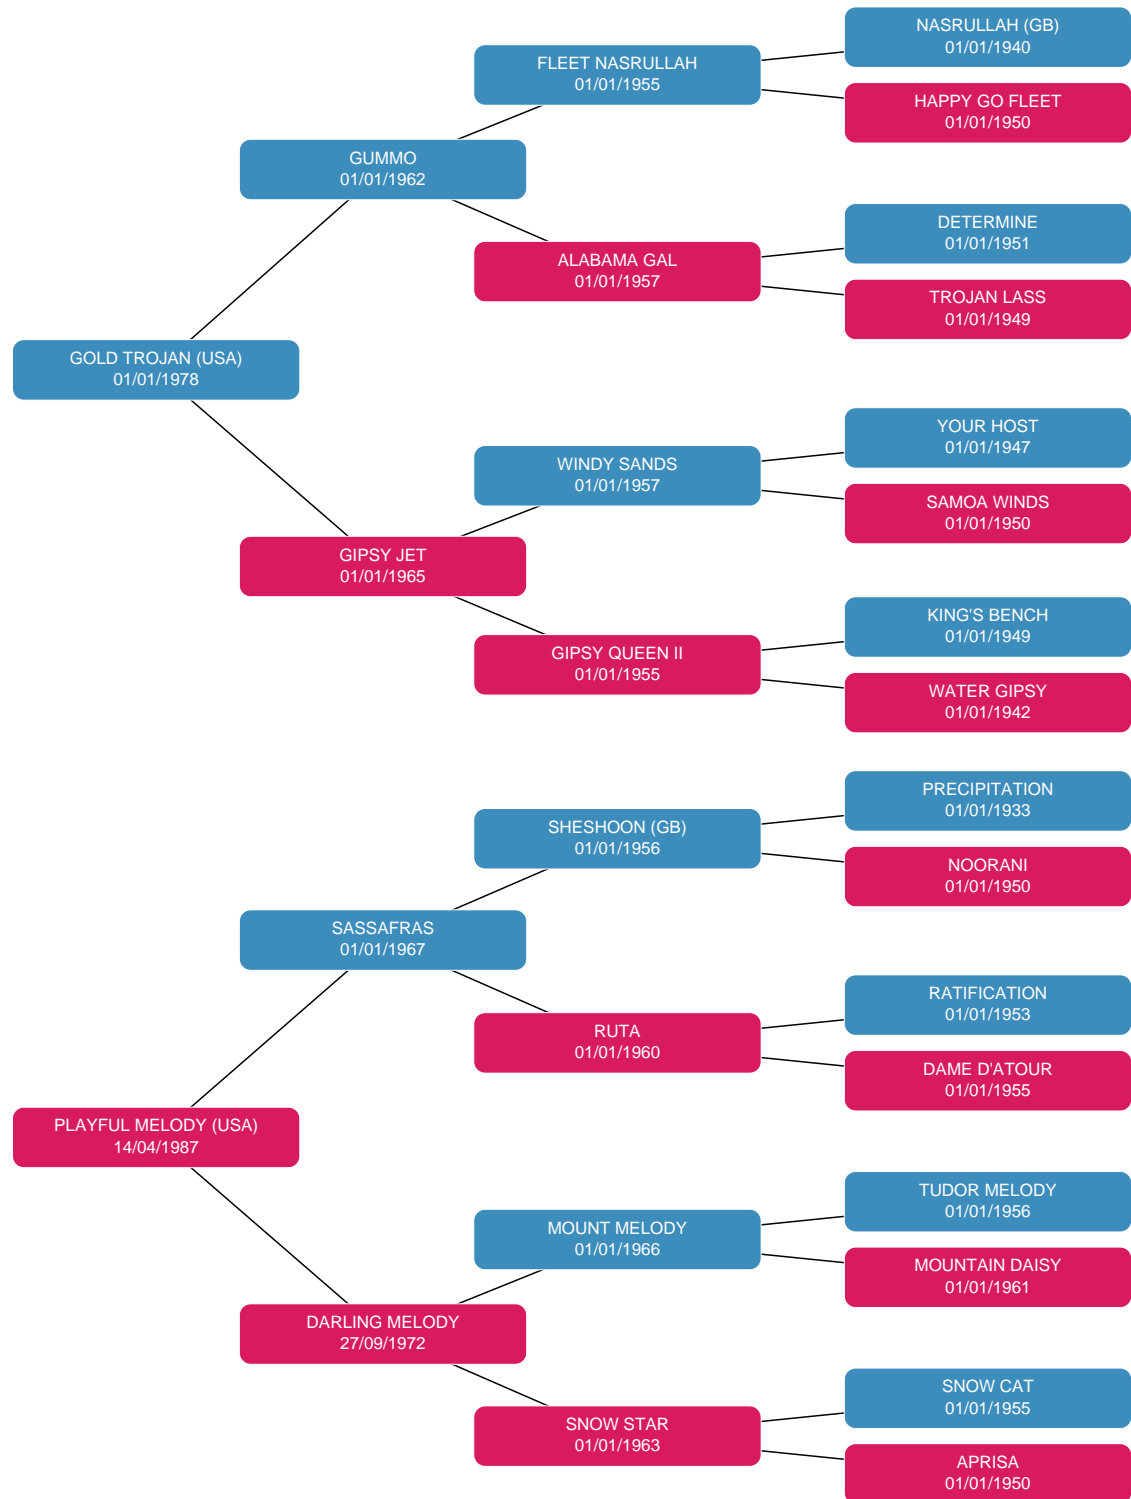 NASRULLAH (GB)
01/01/1940
FLEET NASRULLAH
01/01/1955
HAPPY GO FLEET
01/01/1950
GUMMO
01/01/1962
DETERMINE
01/01/1951
ALABAMA GAL
01/01/1957
TROJAN LASS
01/01/1949
GOLD TROJAN (USA)
01/01/1978
YOUR HOST
01/01/1947
WINDY SANDS
01/01/1957
SAMOA WINDS
01/01/1950
GIPSY JET
01/01/1965
KING'S BENCH
01/01/1949
GIPSY QUEEN II
01/01/1955
WATER GIPSY
01/01/1942
PRECIPITATION
01/01/1933
SHESHOON (GB)
01/01/1956
NOORANI
01/01/1950
SASSAFRAS
01/01/1967
RATIFICATION
01/01/1953
RUTA
01/01/1960
DAME D'ATOUR
01/01/1955
PLAYFUL MELODY (USA)
14/04/1987
TUDOR MELODY
01/01/1956
MOUNT MELODY
01/01/1966
MOUNTAIN DAISY
01/01/1961
DARLING MELODY
27/09/1972
SNOW CAT
01/01/1955
SNOW STAR
01/01/1963
APRISA
01/01/1950